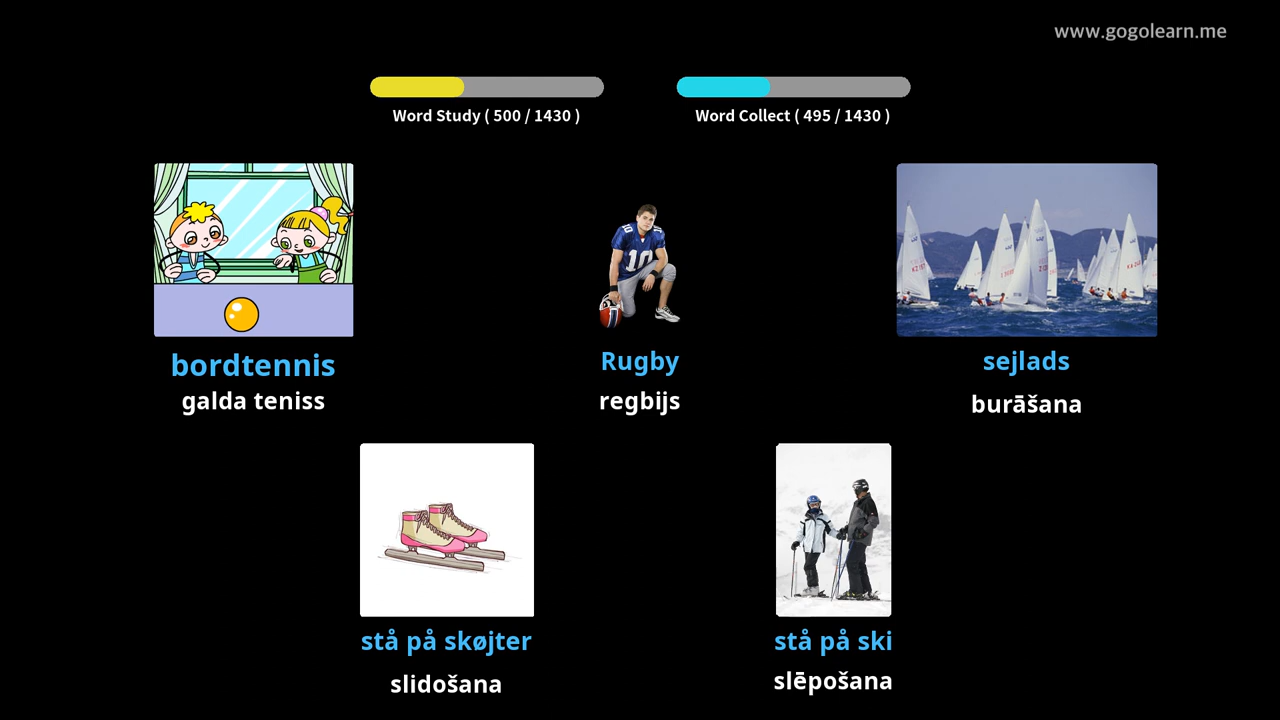 www.gogolearn.me
Word Study ( 500 / 1430 )
Word Collect ( 495 / 1430 )
bordtennis
galda teniss
Rugby
regbijs
sejlads
burāšana
stå på skøjter
slidošana
stå på ski
slēpošana